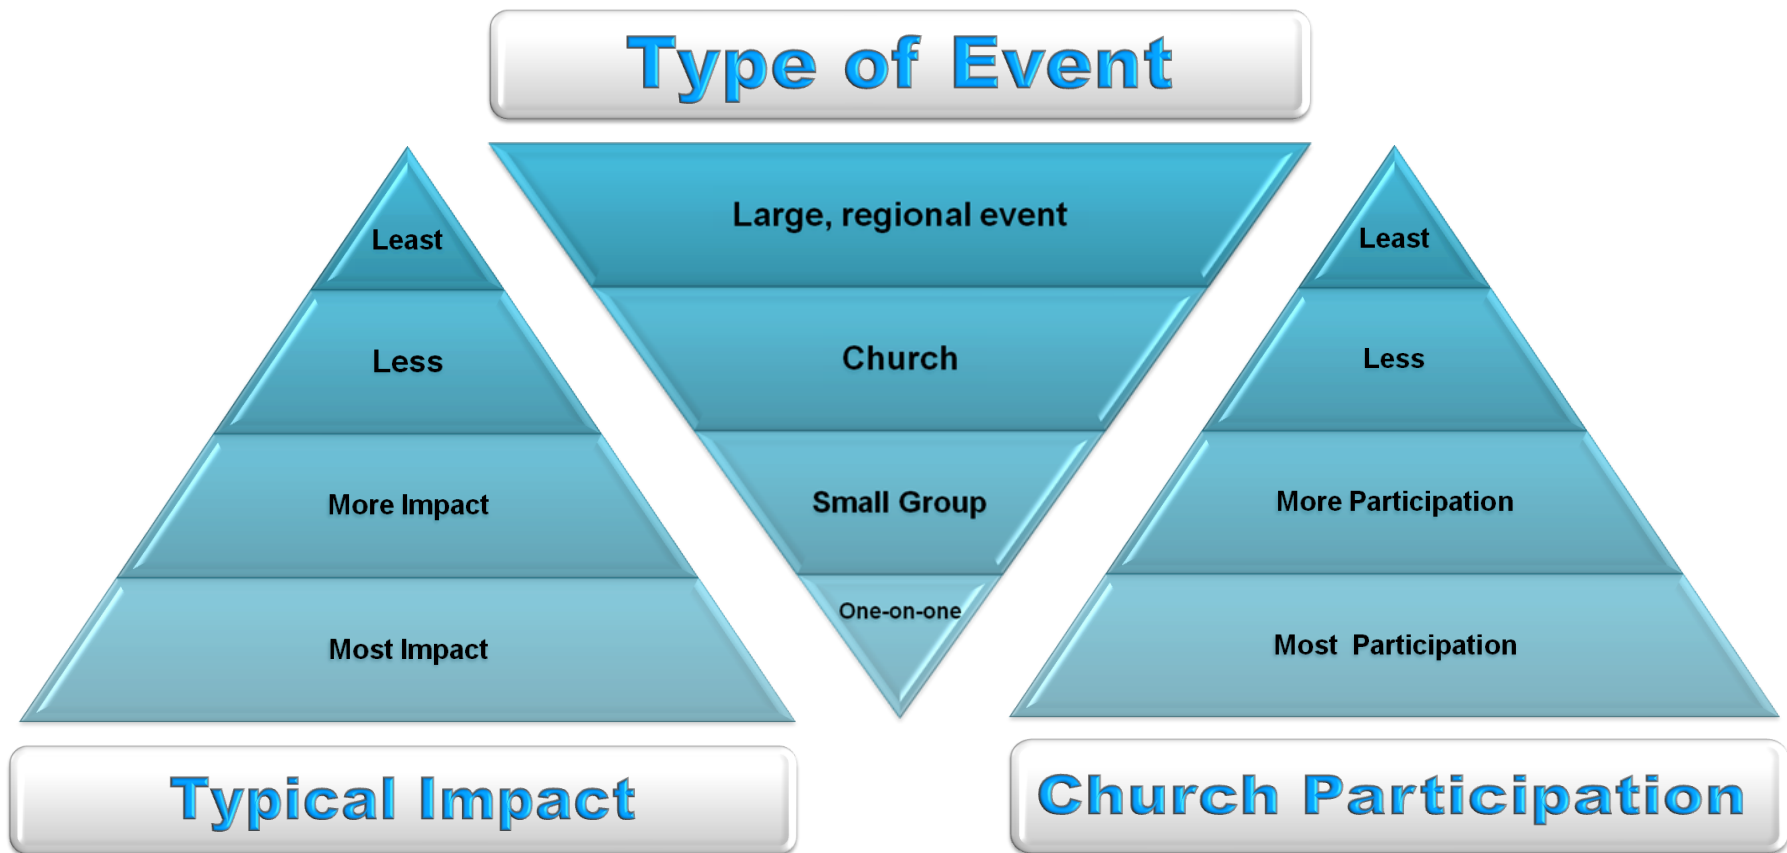 Type of Event
Least
Large, regional event
Least
Less
Church
Less
More Impact
Small Group
More Participation
Most Impact
One-on-one
Most  Participation
Typical Impact
Church Participation